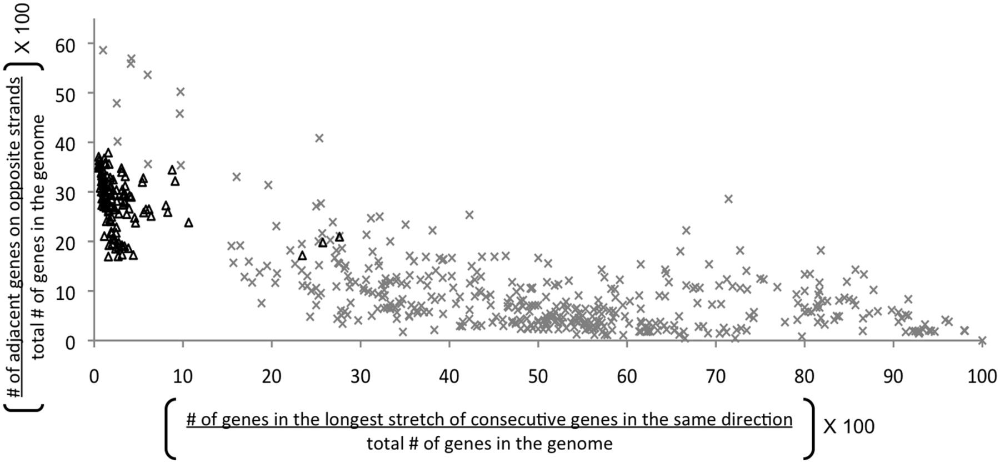 # of adjacent genes on opposite strands
total # of genes in the genome
X 100
60
50
40
30
20
10
0
0 10 20 30 40 50 60 70 80 90 100
# of genes in the longest stretch of consecutive genes in the same direction
total # of genes in the genome
X 100